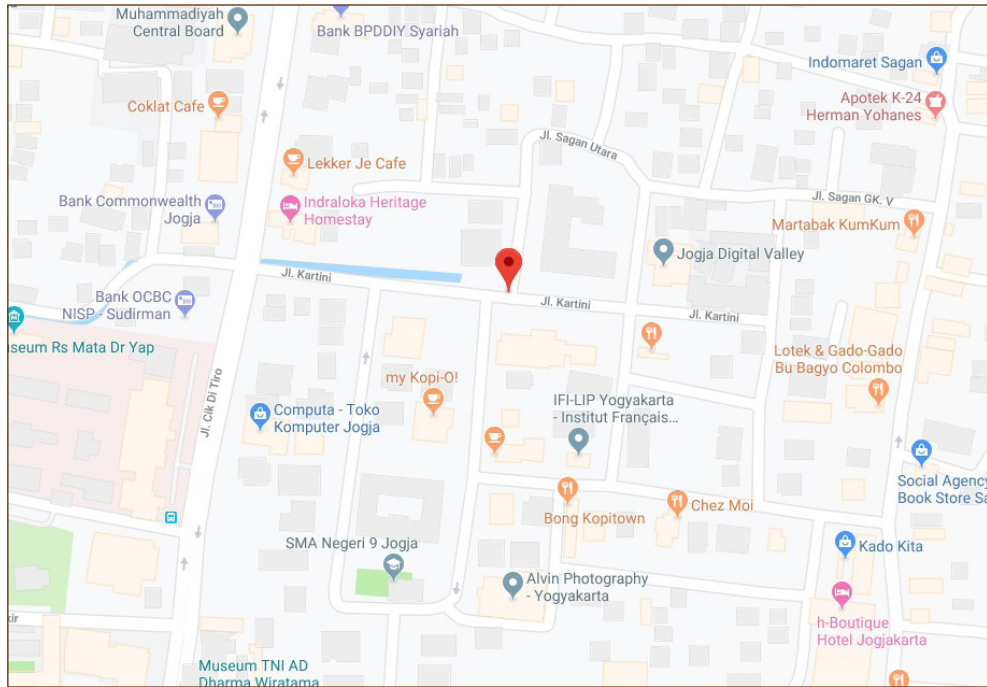 Muhammadiyah
Central Board
Bank BPDDIY Syariah
Indomaret Sagan
Coklat Cafe
Apotek K-24
Herman Yohanes
Jl. Sagan Utara
Lekker Je Cafe
Jl. Sagan GK. V
Bank Commonwealth
Jogja
Indraloka Heritage
Homestay
Martabak KumKum
Jogja Digital Valley
Jl. Kartini
Jl. Kartini
Jl. Kartini
Bank OCBC
NISP - Sudirman
useum Rs Mata Dr Yap
Lotek & Gado-Gado
Bu Bagyo Colombo
my Kopi-O!
Jl. Cik Di Tiro
IFI-LIP Yogyakarta
- Institut Français...
Computa - Toko
Komputer Jogja
Social Agency
Book Store Sa
Bong Kopitown
Chez Moi
SMA Negeri 9 Jogja
Kado Kita
Alvin Photography
- Yogyakarta
h-Boutique
Hotel Jogjakarta
kir
Museum TNI AD
Dharma Wiratama